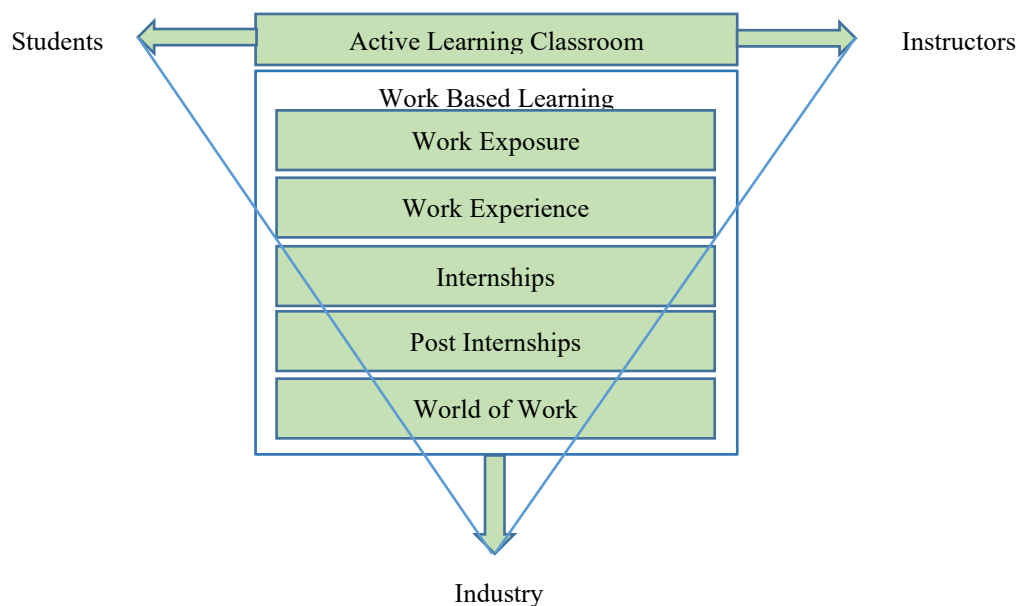 Students
Active Learning Classroom
Instructors
Work Based Learning
Work Exposure
Work Experience
Internships
Post Internships
World of Work
Industry